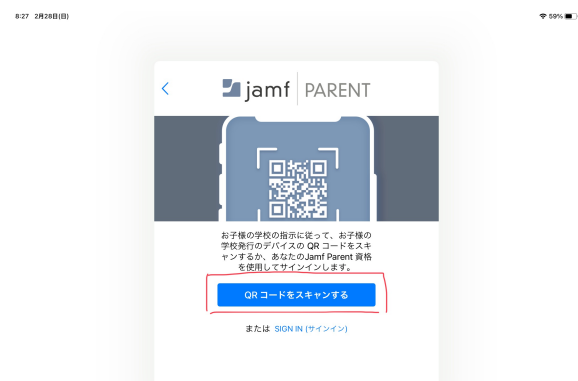 8:27 2月28日(日)
59%
jamf PARENT
お子様の学校の指示に従って、お子様の
学校発行のデバイスの QR コードをスキ
ャンするか、あなたのJamf Parent 資格
を使用してサインインします。
QR コードをスキャンする
または SIGN IN (サインイン)